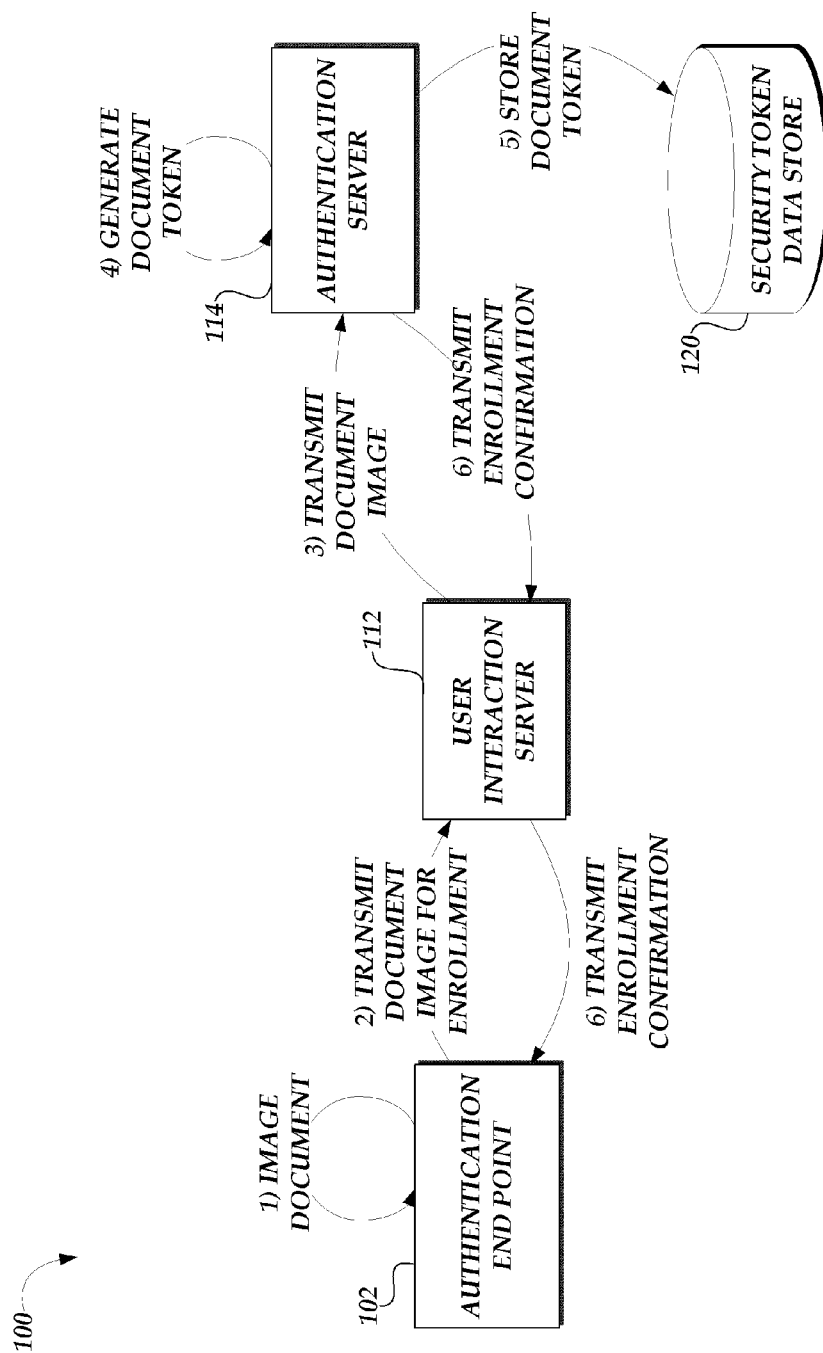 100
1) IMAGE
DOCUMENT
102
AUTHENTICATION
END POINT
2) TRANSMIT
DOCUMENT
IMAGE FOR
ENROLLMENT
6) TRANSMIT
ENROLLMENT
CONFIRMATION
112
USER
INTERACTION
SERVER
3) TRANSMIT
DOCUMENT
IMAGE
6) TRANSMIT
ENROLLMENT
CONFIRMATION
4) GENERATE
DOCUMENT
TOKEN
114
AUTHENTICATION
SERVER
5) STORE
DOCUMENT
TOKEN
120
SECURITY TOKEN
DATA STORE